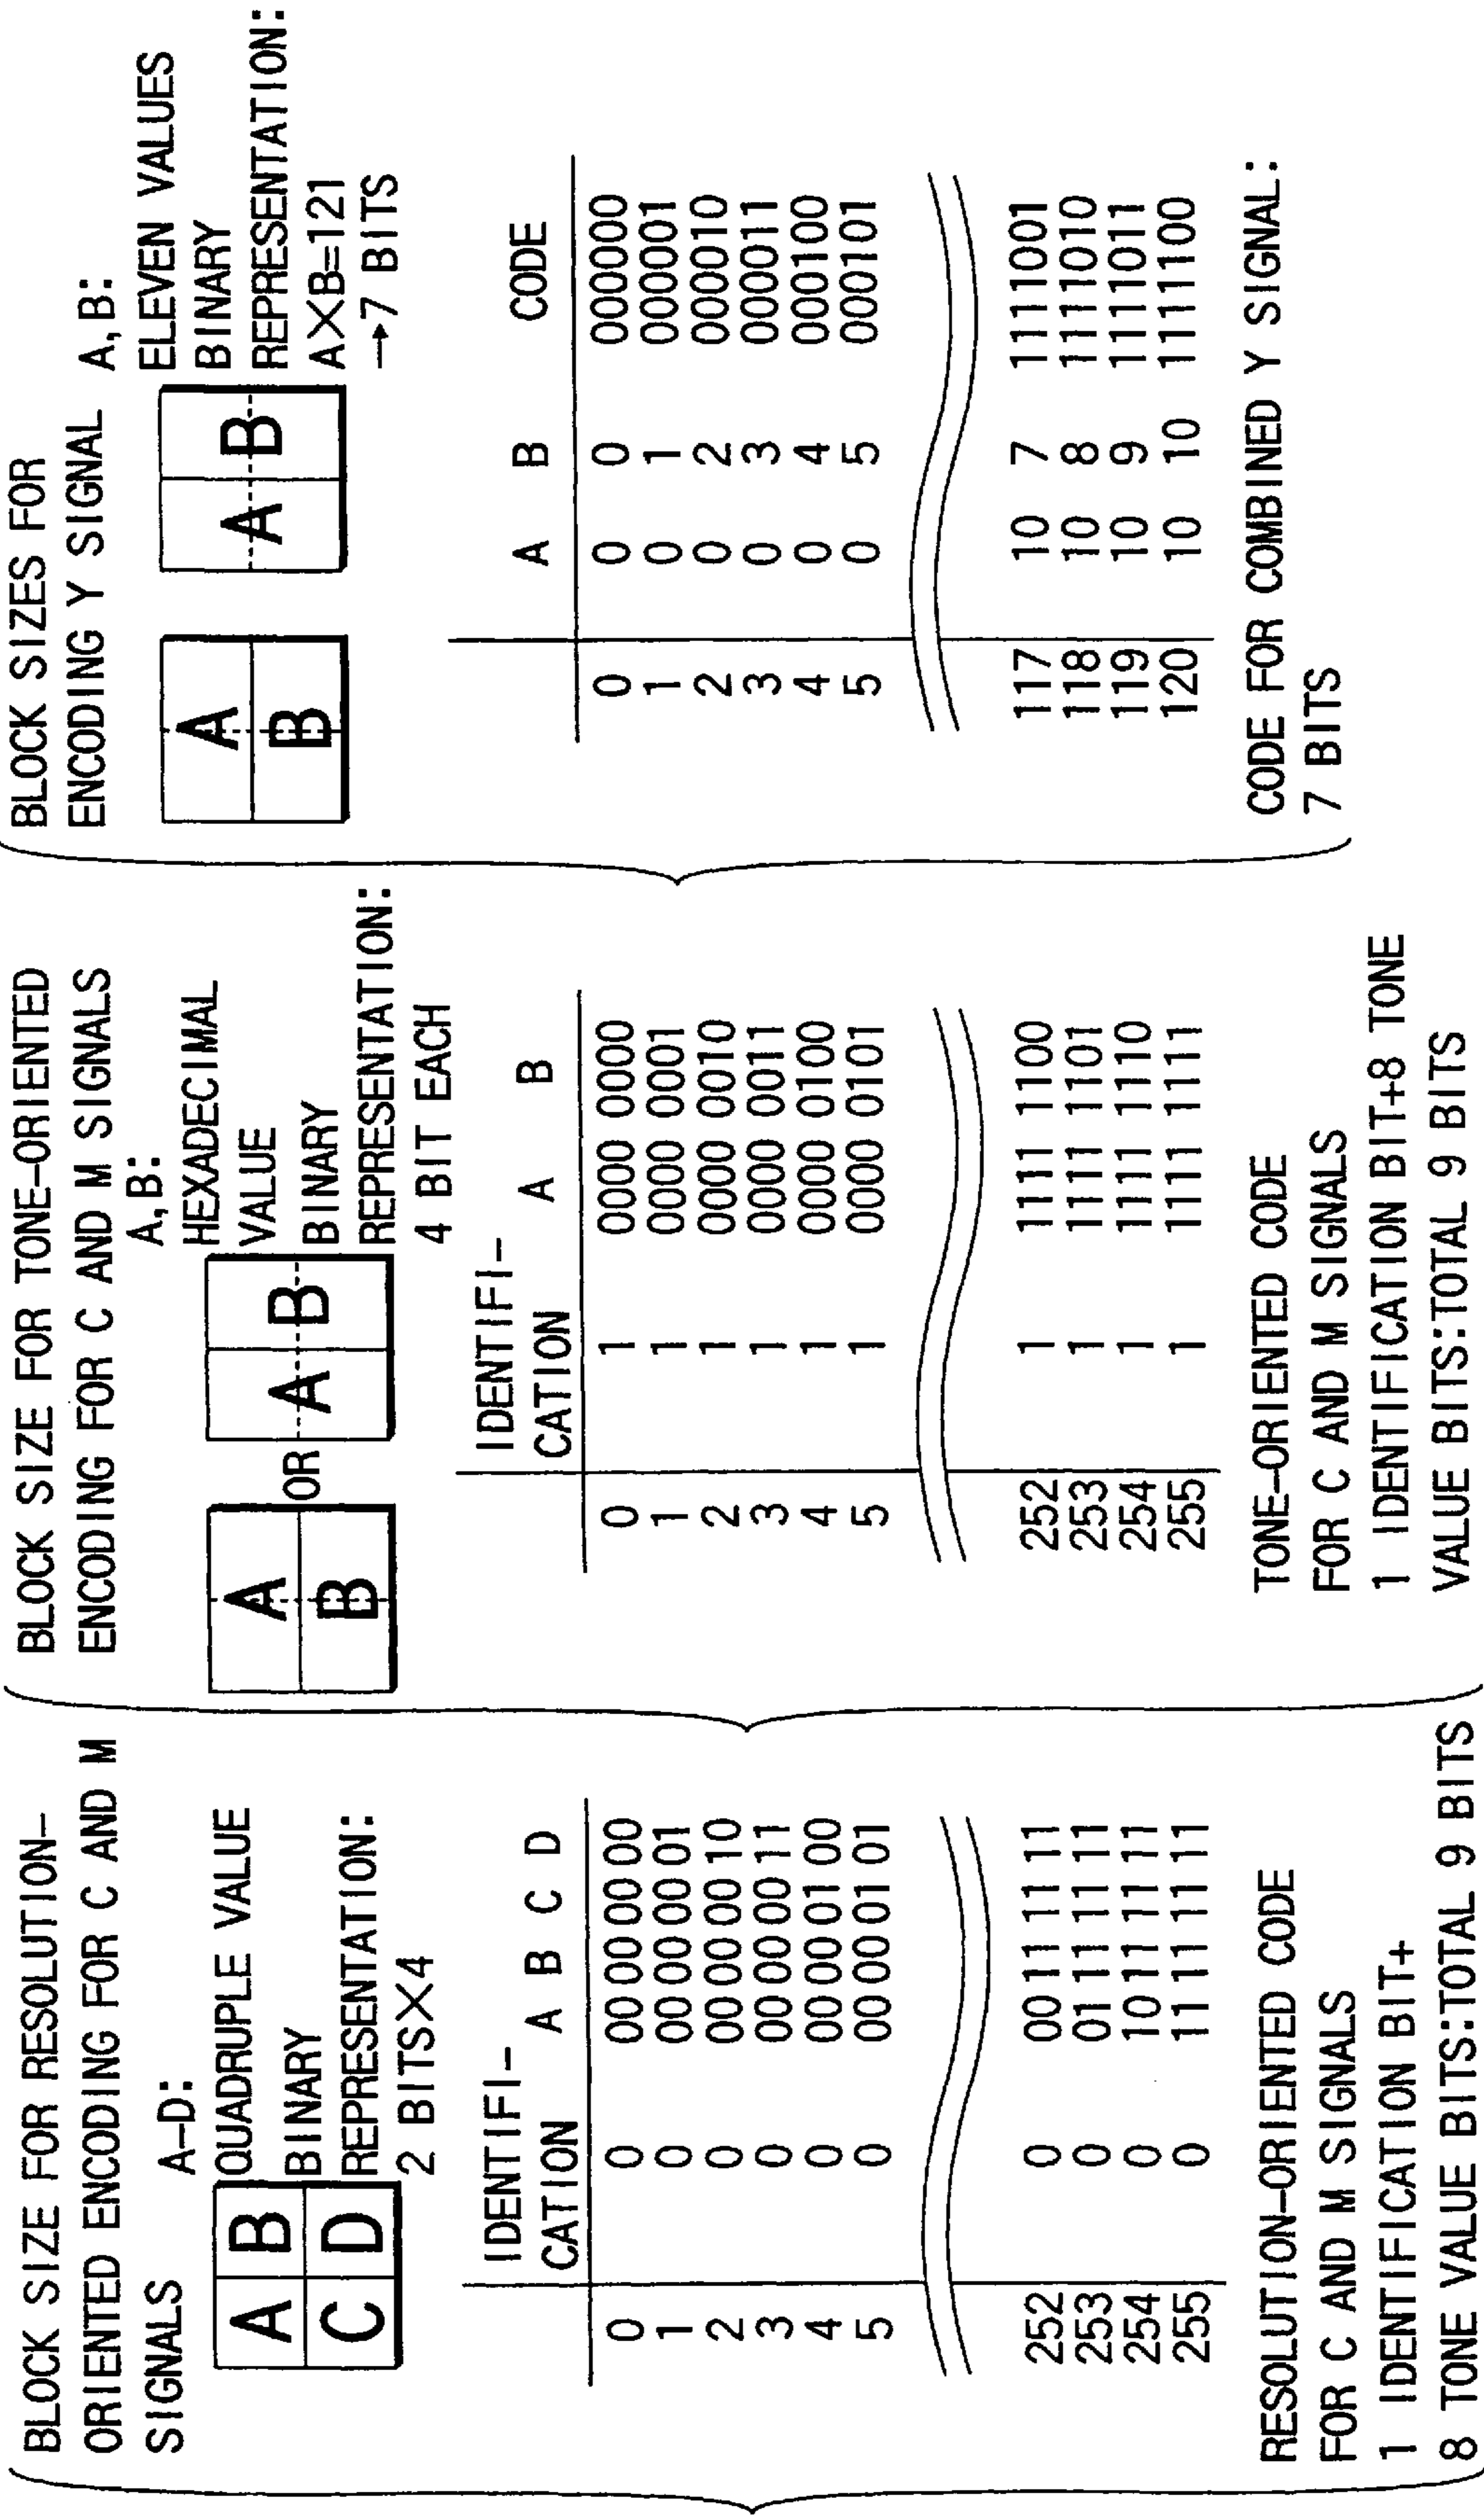 BLOCK SIZE FOR RESOLUTION-
ORIENTED ENCODING FOR C AND M
SIGNALS
A-D:
A B
C D
QUADRUPLE VALUE
BINARY
REPRESENTATION:
2 BITS×4
IDENTIFI-
CATION A B C D
0 0 00 00 00 00
1 0 00 00 00 01
2 0 00 00 00 10
3 0 00 00 00 11
4 0 00 00 01 00
5 0 00 00 01 01
252 0 00 11 11 11
253 0 01 11 11 11
254 0 10 11 11 11
255 0 11 11 11 11
RESOLUTION-ORIENTED CODE
FOR C AND M SIGNALS
1 IDENTIFICATION BIT+
8 TONE VALUE BITS:TOTAL 9 BITS
BLOCK SIZE FOR TONE-ORIENTED
ENCODING FOR C AND M SIGNALS
A,B:
A
B
OR
A B
HEXADECIMAL
VALUE
BINARY
REPRESENTATION:
4 BIT EACH
IDENTIFI-
CATION A B
0 1 0000 0000
1 1 0000 0001
2 1 0000 0010
3 1 0000 0011
4 1 0000 0100
5 1 0000 0101
252 1 1111 1100
253 1 1111 1101
254 1 1111 1110
255 1 1111 1111
TONE-ORIENTED CODE
FOR C AND M SIGNALS
1 IDENTIFICATION BIT+8 TONE
VALUE BITS:TOTAL 9 BITS
BLOCK SIZES FOR
ENCODING Y SIGNAL
A
B
A B
A,B:
ELEVEN VALUES
BINARY
REPRESENTATION:
A×B=121
→7 BITS
A B CODE
0 0 0 0000000
1 0 1 0000001
2 0 2 0000010
3 0 3 0000011
4 0 4 0000100
5 0 5 0000101
117 10 7 1111001
118 10 8 1111010
119 10 9 1111011
120 10 10 1111100
CODE FOR COMBINED Y SIGNAL:
7 BITS